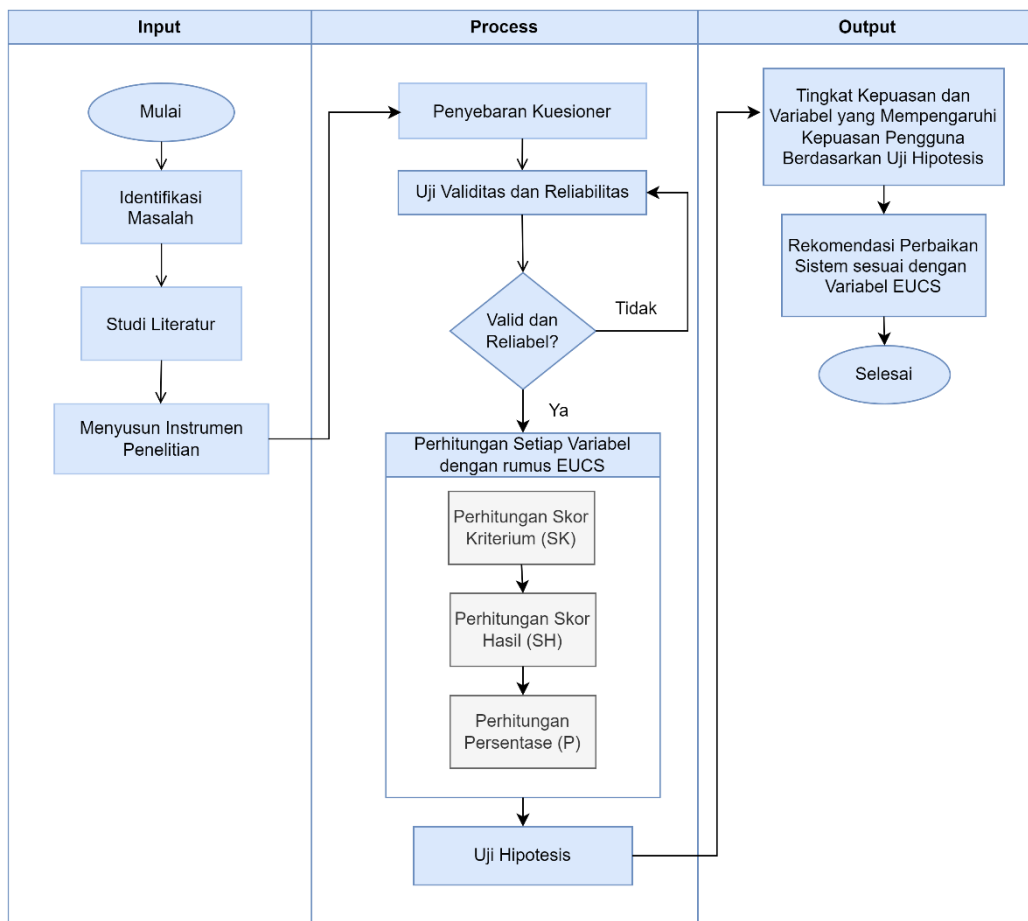 Input
Process
Output
Mulai
Identifikasi
Masalah
Studi Literatur
Menyusun Instrumen
Penelitian
Penyebaran Kuesioner
Uji Validitas dan Reliabilitas
Valid dan
Reliabel?
Tidak
Ya
Perhitungan Setiap Variabel
dengan rumus EUCS
Perhitungan Skor
Kriterium (SK)
Perhitungan Skor
Hasil (SH)
Perhitungan
Persentase (P)
Uji Hipotesis
Tingkat Kepuasan dan
Variabel yang Mempengaruhi
Kepuasan Pengguna
Berdasarkan Uji Hipotesis
Rekomendasi Perbaikan
Sistem sesuai dengan
Variabel EUCS
Selesai